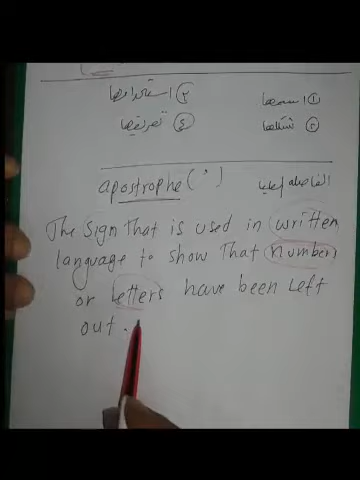 ① اسمها ② استخدامها
③ شكلها ④ تعريفها
apostrophe ( ' ) الفاصلة العليا
The sign that is used in written
language to show that numbers
or letters have been left
out.